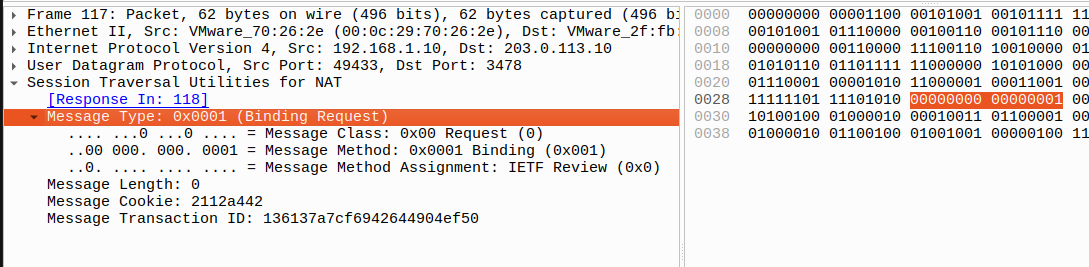 Frame 117: Packet, 62 bytes on wire (496 bits), 62 bytes captured (496 bi
Ethernet II, Src: VMware_70:26:2e (00:0c:29:70:26:2e), Dst: VMware_2f:fb:
Internet Protocol Version 4, Src: 192.168.1.10, Dst: 203.0.113.10
User Datagram Protocol, Src Port: 49433, Dst Port: 3478
Session Traversal Utilities for NAT
[Response In: 118]
Message Type: 0x0001 (Binding Request)
.... ...0 ...0 .... = Message Class: 0x00 Request (0)
..00 000. 000. 0001 = Message Method: 0x0001 Binding (0x001)
..0. .... .... .... = Message Method Assignment: IETF Review (0x0)
Message Length: 0
Message Cookie: 2112a442
Message Transaction ID: 136137a7cf6942644904ef50
0000 00000000 00001100 00101001 00101111 11
0008 00101001 01110000 00100110 00101110 00
0010 00000000 00110000 11100110 10010000 01
0018 01010110 01101111 11000000 10101000 00
0020 01110001 00001010 11000001 00011001 00
0028 11111101 11101010 00000000 00000001 00
0030 10100100 01000010 00010011 01100001 00
0038 01000010 01100100 01001001 00000100 11